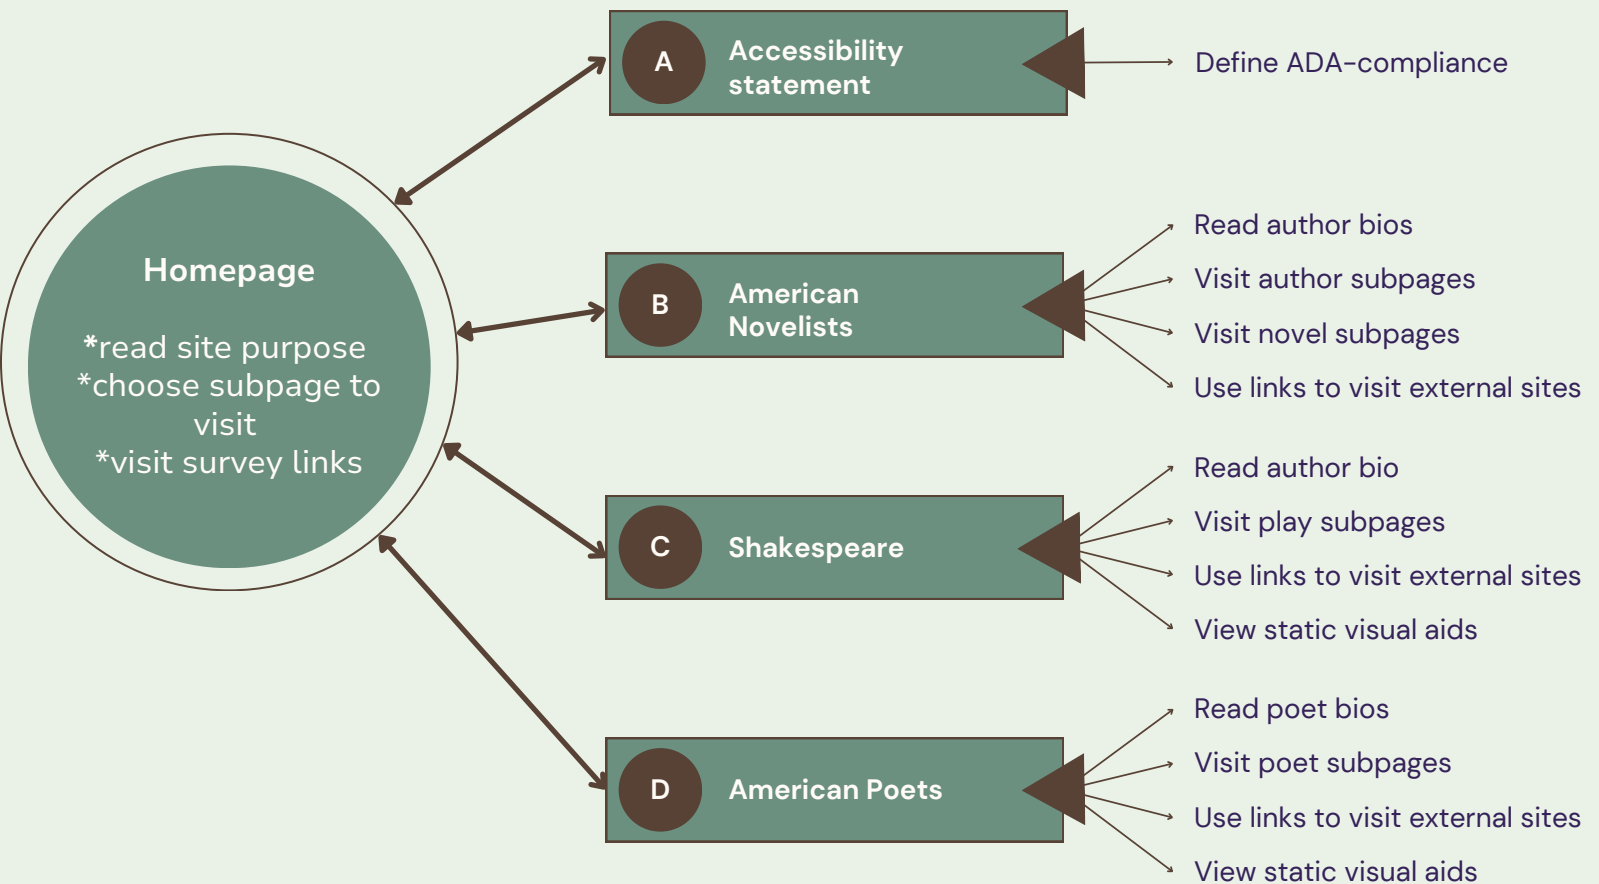 Homepage
*read site purpose
*choose subpage to
visit
*visit survey links
A
Accessibility
statement
Define ADA-compliance
B
American
Novelists
Read author bios
Visit author subpages
Visit novel subpages
Use links to visit external sites
C
Shakespeare
Read author bio
Visit play subpages
Use links to visit external sites
View static visual aids
D
American Poets
Read poet bios
Visit poet subpages
Use links to visit external sites
View static visual aids